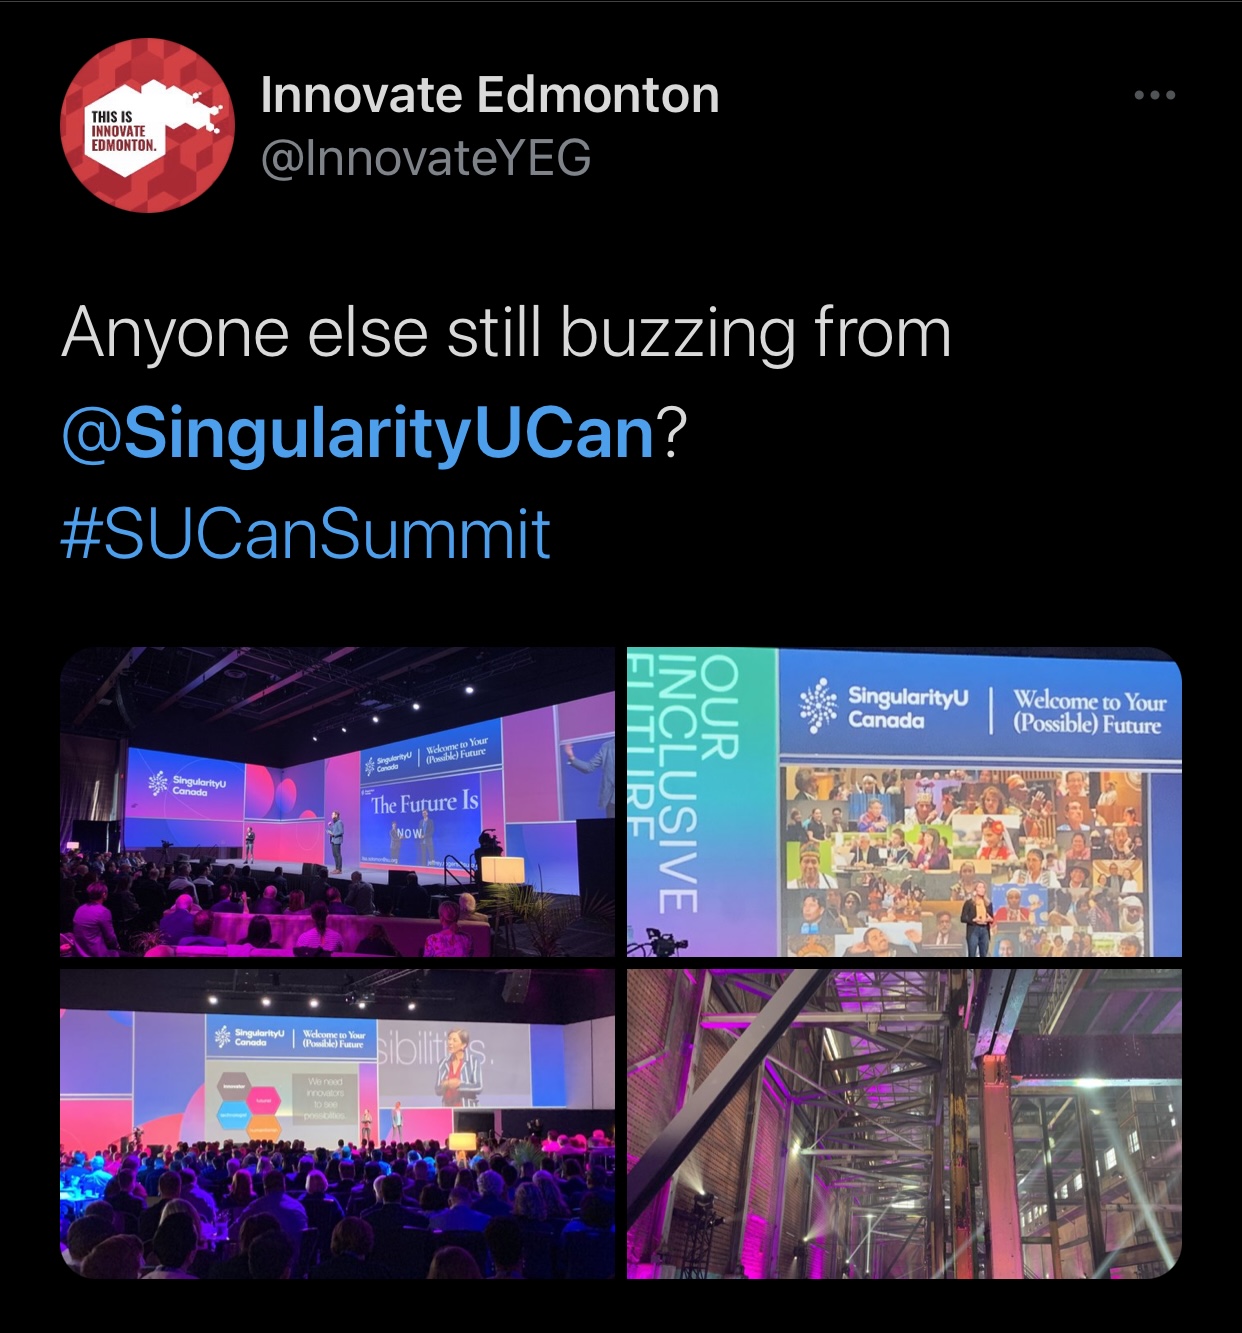 THIS IS
INNOVATE
EDMONTON.
Innovate Edmonton
@InnovateYEG
Anyone else still buzzing from
@SingularityUCan?
#SUCanSummit
SingularityU
Canada
SingularityU
Canada
Welcome to Your
(Possible) Future
The Future Is
NOW
OUR
INCLUSIVE
FUTURE
SingularityU
Canada
Welcome to Your
(Possible) Future
SingularityU
Canada
Welcome to Your
(Possible) Future
sibilities.
We need
innovators
to see
possibilities.